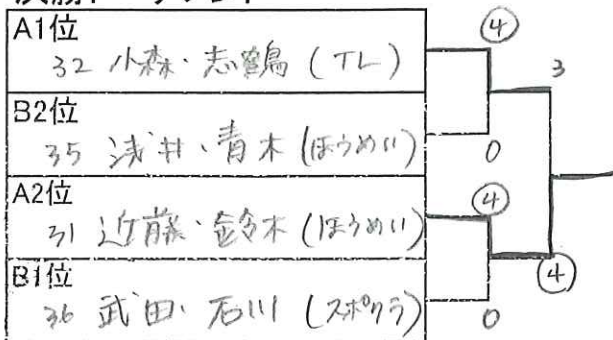 A1位
④
32 小森・志鶴 (TL)
3
B2位
35 浅井、青木 (ほうめい)
0
A2位
④
31 近藤・鈴木 (ほうめい)
B1位
④
36 武田・石川 (スポクラ)
0